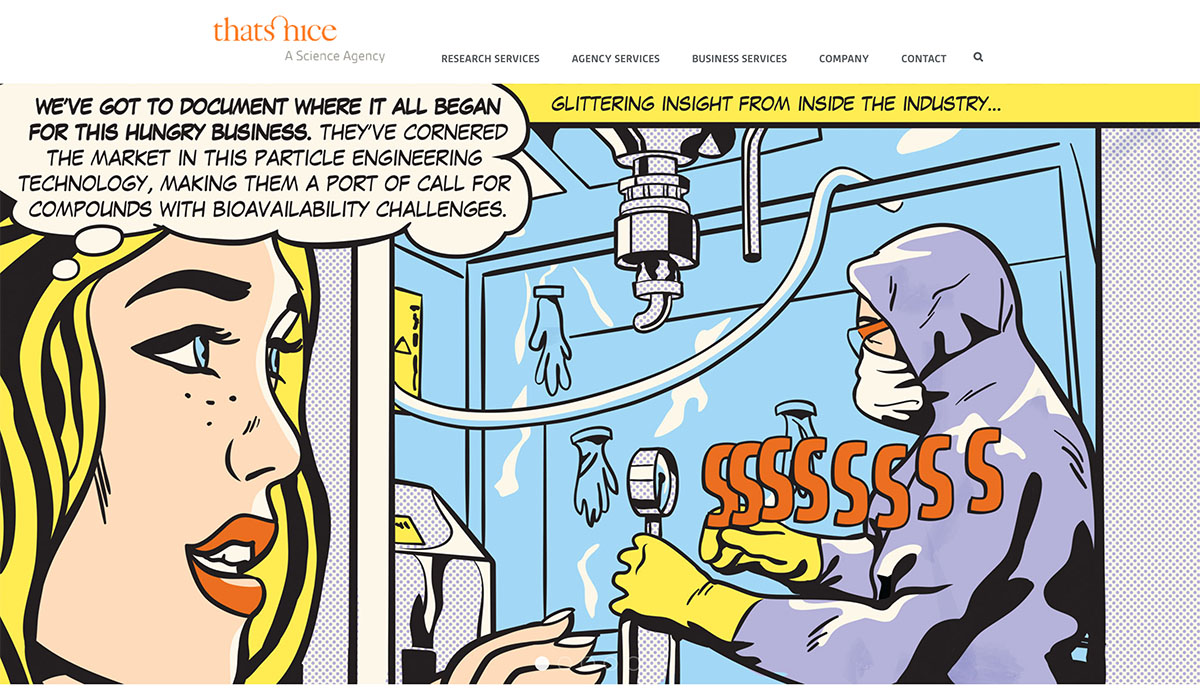 thats nice
A Science Agency
RESEARCH SERVICES AGENCY SERVICES BUSINESS SERVICES COMPANY CONTACT
WE'VE GOT TO DOCUMENT WHERE IT ALL BEGAN
FOR THIS HUNGRY BUSINESS. THEY'VE CORNERED
THE MARKET IN THIS PARTICLE ENGINEERING
TECHNOLOGY, MAKING THEM A PORT OF CALL FOR
COMPOUNDS WITH BIOAVAILABILITY CHALLENGES.
GLITTERING INSIGHT FROM INSIDE THE INDUSTRY...
SSSSSSSS